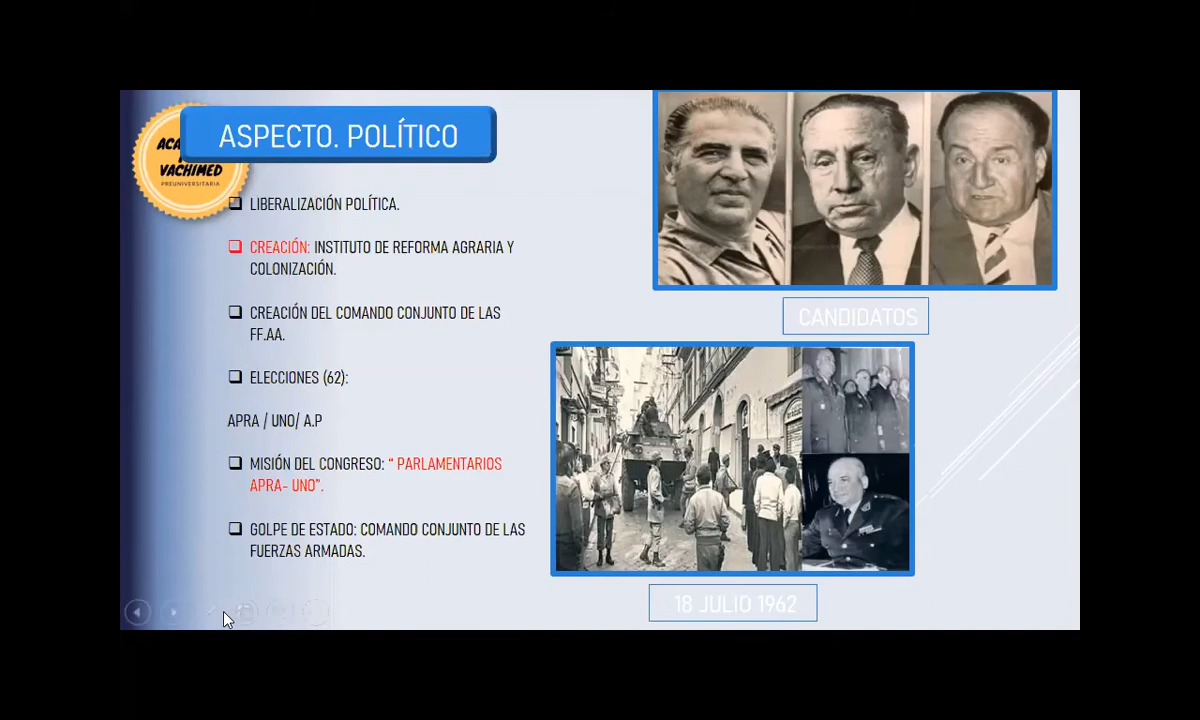 ASPECTO. POLÍTICO
VACHIMED
PREUNIVERSITARIA
LIBERALIZACIÓN POLÍTICA.
CREACIÓN: INSTITUTO DE REFORMA AGRARIA Y
COLONIZACIÓN.
CREACIÓN DEL COMANDO CONJUNTO DE LAS
FF.AA.
ELECCIONES (62):
APRA / UNO/ A.P
MISIÓN DEL CONGRESO: “ PARLAMENTARIOS
APRA- UNO”.
GOLPE DE ESTADO: COMANDO CONJUNTO DE LAS
FUERZAS ARMADAS.
CANDIDATOS
18 JULIO 1962